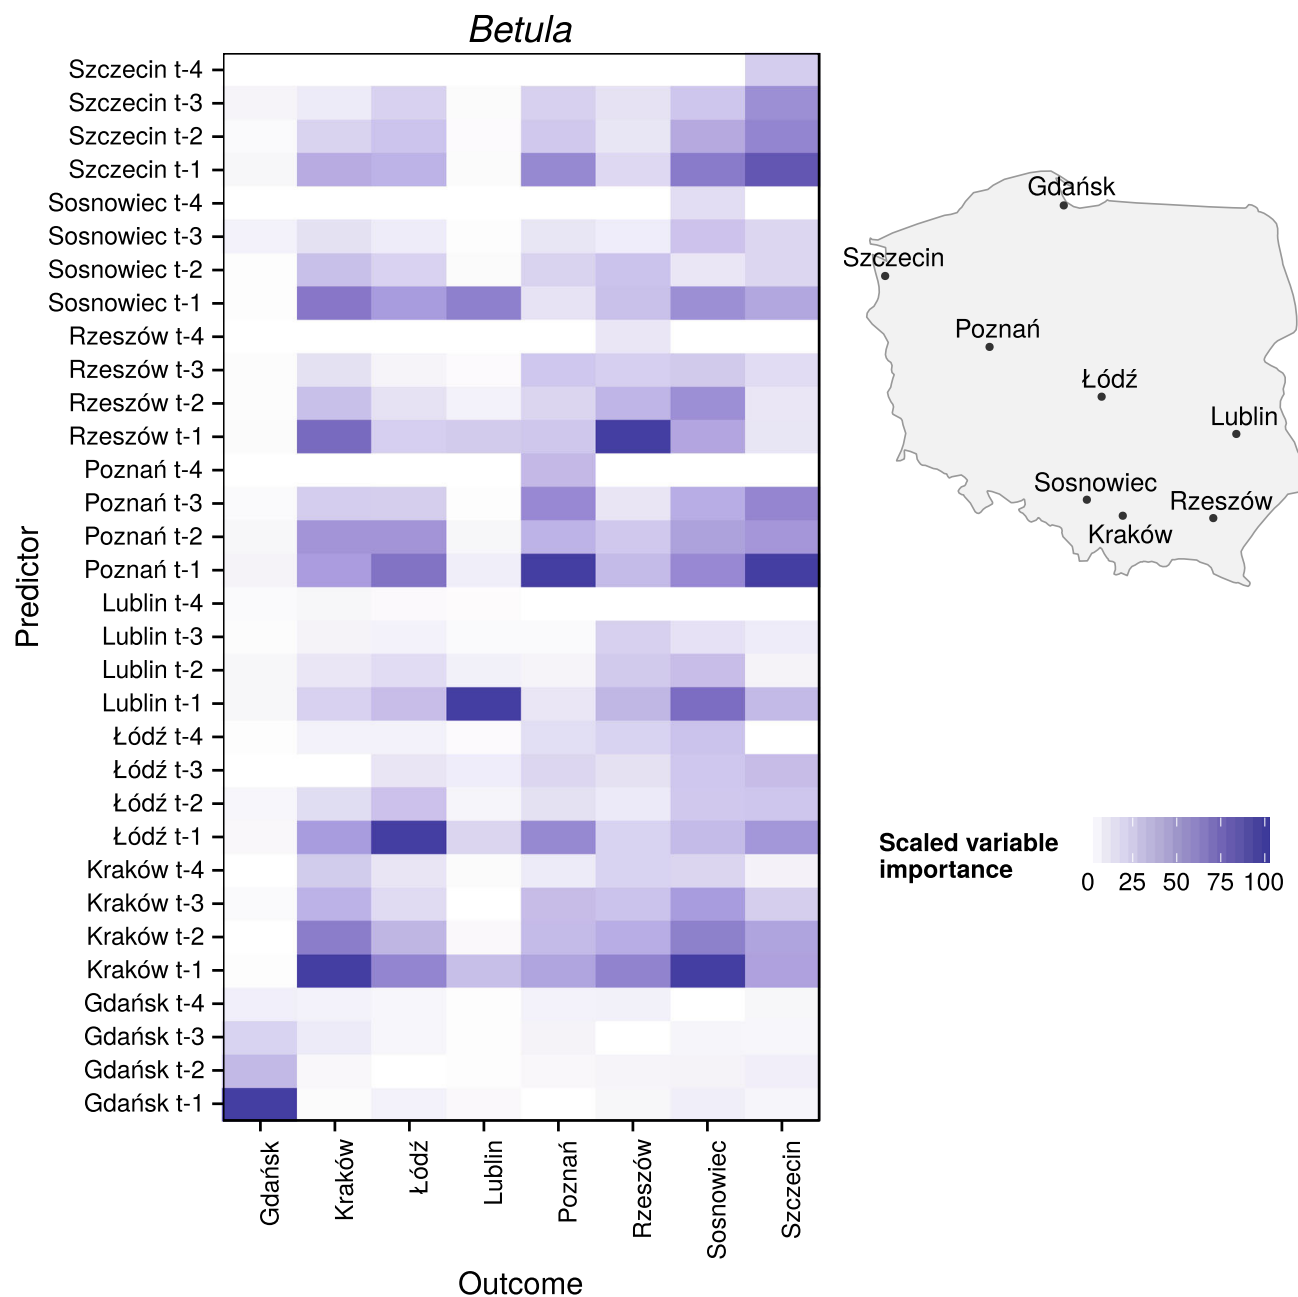 Betula
Szczecin t-4
Szczecin t-3
Szczecin t-2
Szczecin t-1
Sosnowiec t-4
Sosnowiec t-3
Sosnowiec t-2
Sosnowiec t-1
Rzeszów t-4
Rzeszów t-3
Rzeszów t-2
Rzeszów t-1
Poznań t-4
Poznań t-3
Poznań t-2
Poznań t-1
Lublin t-4
Lublin t-3
Lublin t-2
Lublin t-1
Łódź t-4
Łódź t-3
Łódź t-2
Łódź t-1
Kraków t-4
Kraków t-3
Kraków t-2
Kraków t-1
Gdańsk t-4
Gdańsk t-3
Gdańsk t-2
Gdańsk t-1
Predictor
Gdańsk
Kraków
Łódź
Lublin
Poznań
Rzeszów
Sosnowiec
Szczecin
Outcome
Gdańsk
Szczecin
Poznań
Łódź
Lublin
Sosnowiec
Rzeszów
Kraków
Scaled variable
importance
0 25 50 75 100